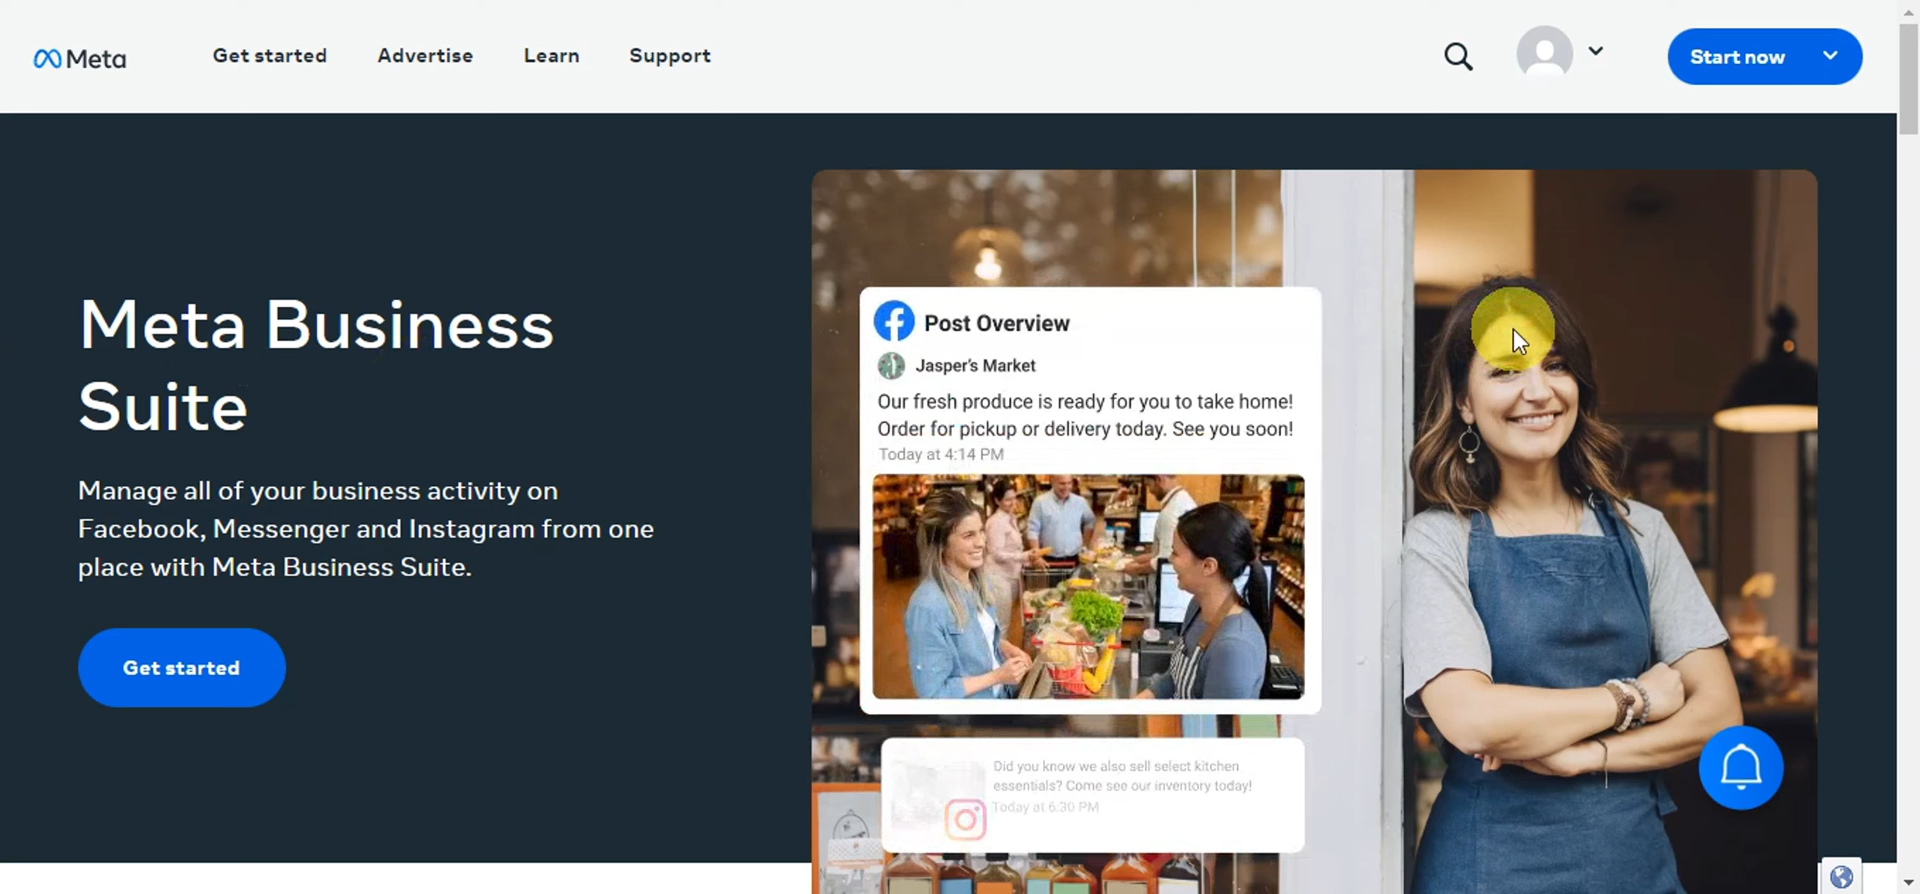 Meta
Get started
Advertise
Learn
Support
Start now
Meta Business
Suite
Manage all of your business activity on
Facebook, Messenger and Instagram from one
place with Meta Business Suite.
Get started
Post Overview
Jasper's Market
Our fresh produce is ready for you to take home!
Order for pickup or delivery today. See you soon!
Today at 4:14 PM
Did you know we also sell select kitchen
essentials? Come see our inventory today!
Today at 6:30 PM